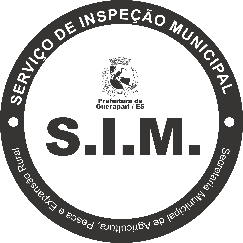 SERVIÇO DE INSPEÇÃO MUNICIPAL
Prefeitura de
Guarapari / ES
S.I.M.
Secretaria Municipal de Agricultura, Pesca e Expansão Rural